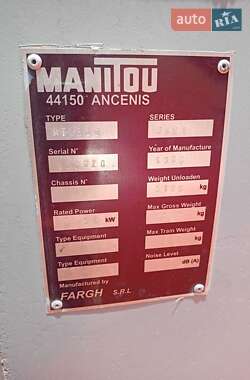 AUTO.RIA
MANITOU
44150 ANCENIS
TYPE SERIES
Serial N° Year of Manufacture
Chassis N° Weight Unloaden
kg
Rated Power Max Gross Weight
kW kg
Type Equipment Max Tram Weight
kg
Type Equipment Noise Level
dB (A)
Manufactured by
FARGH S.R.L.